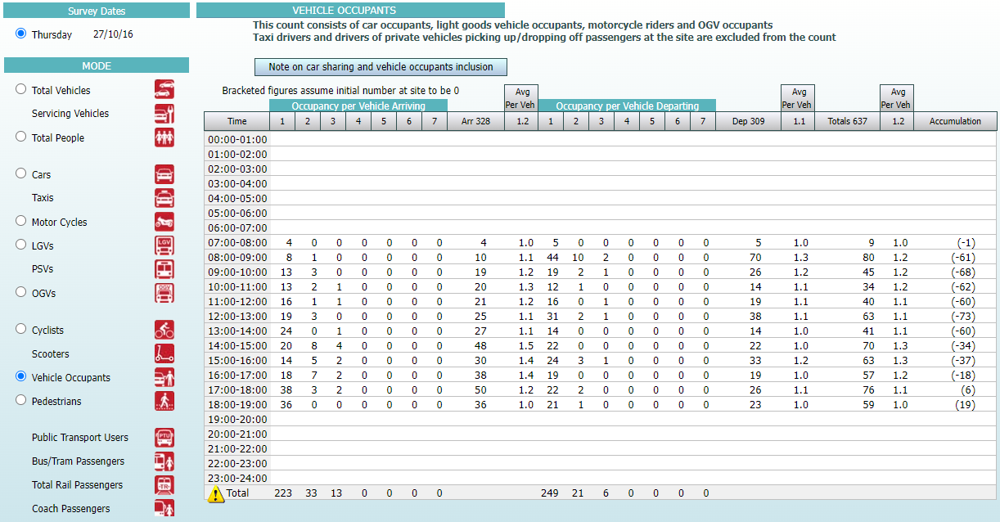 Survey Dates
Thursday 27/10/16
MODE
Total Vehicles
Servicing Vehicles
Total People
Cars
Taxis
Motor Cycles
LGVs
LGV
PSVs
OGVs
OGV
Cyclists
Scooters
Vehicle Occupants
Pedestrians
Public Transport Users
PTU
Bus/Tram Passengers
Total Rail Passengers
TR
Coach Passengers
VEHICLE OCCUPANTS
This count consists of car occupants, light goods vehicle occupants, motorcycle riders and OGV occupants
Taxi drivers and drivers of private vehicles picking up/dropping off passengers at the site are excluded from the count
Note on car sharing and vehicle occupants inclusion
Bracketed figures assume initial number at site to be 0
Avg Avg Avg
Occupancy per Vehicle Arriving Per Veh Occupancy per Vehicle Departing Per Veh Per Veh
Time 1 2 3 4 5 6 7 Arr 328 1.2 1 2 3 4 5 6 7 Dep 309 1.1 Totals 637 1.2 Accumulation
00:00-01:00
01:00-02:00
02:00-03:00
03:00-04:00
04:00-05:00
05:00-06:00
06:00-07:00
07:00-08:00 4 0 0 0 0 0 0 4 1.0 5 0 0 0 0 0 0 5 1.0 9 1.0 (-1)
08:00-09:00 8 1 0 0 0 0 0 10 1.1 44 10 2 0 0 0 0 70 1.3 80 1.2 (-61)
09:00-10:00 13 3 0 0 0 0 0 19 1.2 19 2 1 0 0 0 0 26 1.2 45 1.2 (-68)
10:00-11:00 13 2 1 0 0 0 0 20 1.3 12 1 0 0 0 0 0 14 1.1 34 1.2 (-62)
11:00-12:00 16 1 1 0 0 0 0 21 1.2 16 0 1 0 0 0 0 19 1.1 40 1.1 (-60)
12:00-13:00 19 3 0 0 0 0 0 25 1.1 31 2 1 0 0 0 0 38 1.1 63 1.1 (-73)
13:00-14:00 24 0 1 0 0 0 0 27 1.1 14 0 0 0 0 0 0 14 1.0 41 1.1 (-60)
14:00-15:00 20 8 4 0 0 0 0 48 1.5 22 0 0 0 0 0 0 22 1.0 70 1.3 (-34)
15:00-16:00 14 5 2 0 0 0 0 30 1.4 24 3 1 0 0 0 0 33 1.2 63 1.3 (-37)
16:00-17:00 18 7 2 0 0 0 0 38 1.4 19 0 0 0 0 0 0 19 1.0 57 1.2 (-18)
17:00-18:00 38 3 2 0 0 0 0 50 1.2 22 2 0 0 0 0 0 26 1.1 76 1.1 (6)
18:00-19:00 36 0 0 0 0 0 0 36 1.0 21 1 0 0 0 0 0 23 1.0 59 1.0 (19)
19:00-20:00
20:00-21:00
21:00-22:00
22:00-23:00
23:00-24:00
Total 223 33 13 0 0 0 0 249 21 6 0 0 0 0